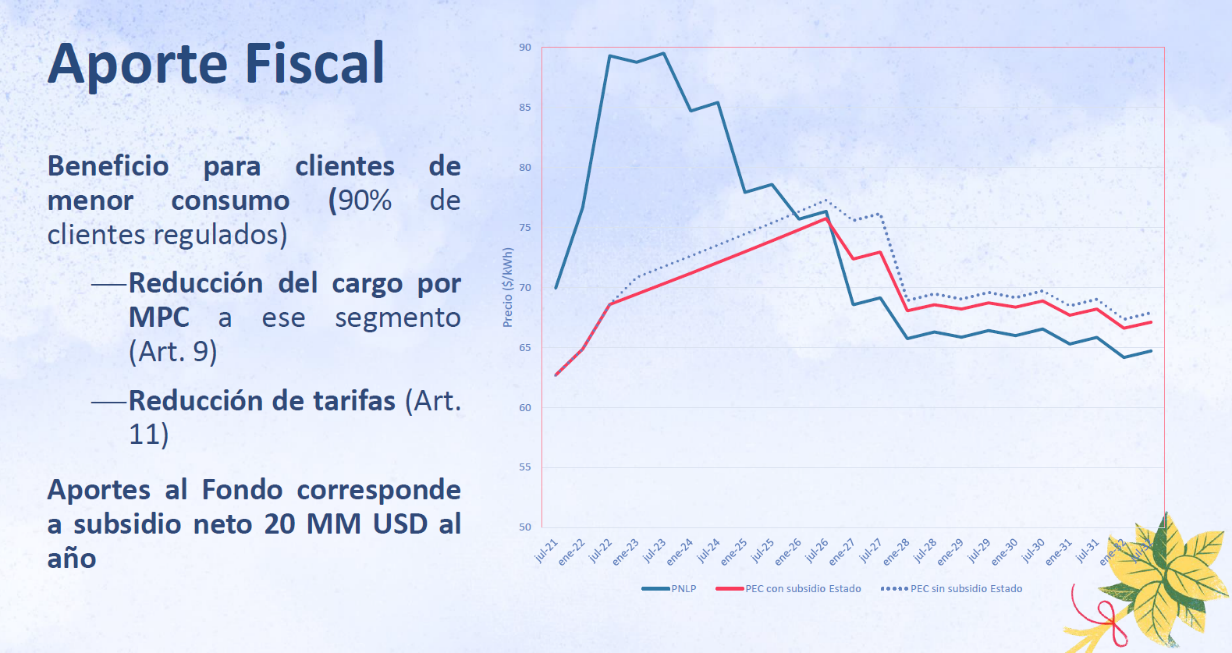 Aporte Fiscal
Beneficio para clientes de
menor consumo (90% de
clientes regulados)
—Reducción del cargo por
MPC a ese segmento
(Art. 9)
—Reducción de tarifas (Art.
11)
Aportes al Fondo corresponde
a subsidio neto 20 MM USD al
año
Precio ($/kWh)
90
85
80
75
70
65
60
55
50
jul-21
ene-22
jul-22
ene-23
jul-23
ene-24
jul-24
ene-25
jul-25
ene-26
jul-26
ene-27
jul-27
ene-28
jul-28
ene-29
jul-29
ene-30
jul-30
ene-31
jul-31
PNLP
PEC con subsidio Estado
PEC sin subsidio Estado